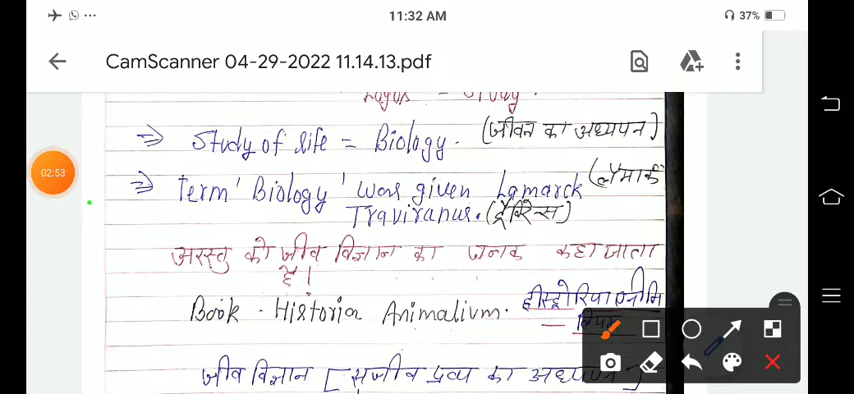 11:32 AM
37%
CamScanner 04-29-2022 11.14.13.pdf
= Study.
⇒ Study of life = Biology. (जीवन का अध्ययन)
02:53
⇒ Term 'Biology' was given Lamarck (लैमार्क
Traviranus. (ट्रैविरेन्स)
अरस्तु को जीव विज्ञान का जनक कहा जाता
है।
Book - Historia Animalium. हीस्टोरिया एनीमे
जीव विज्ञान [सजीव द्रव्य का अध्ययन]